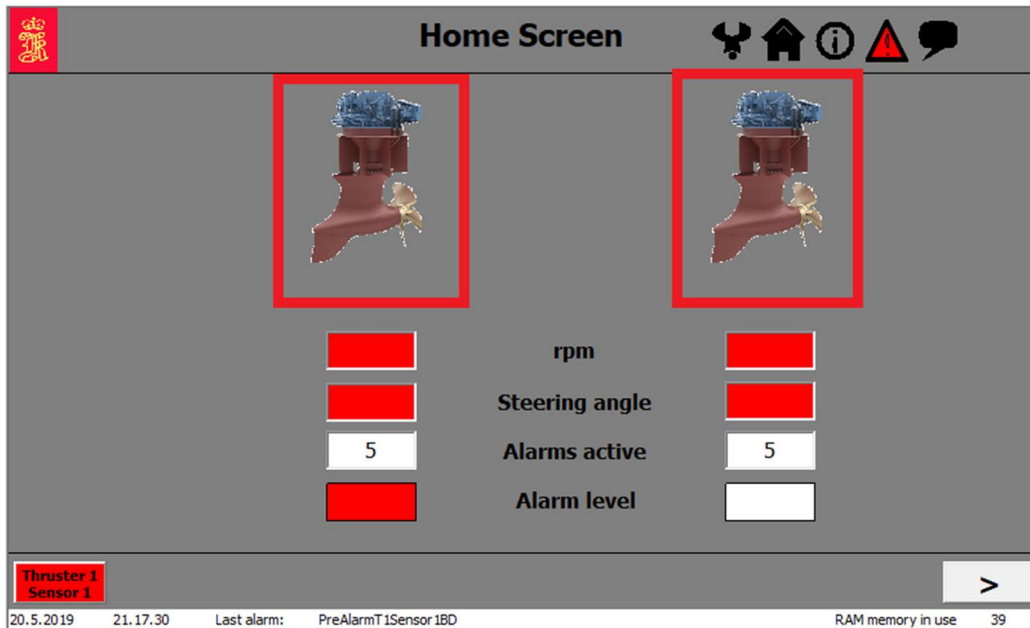 Home Screen
rpm
Steering angle
5 Alarms active 5
Alarm level
Thruster 1
Sensor 1
>
20.5.2019 21.17.30 Last alarm: PreAlarmT1Sensor1BD RAM memory in use 39